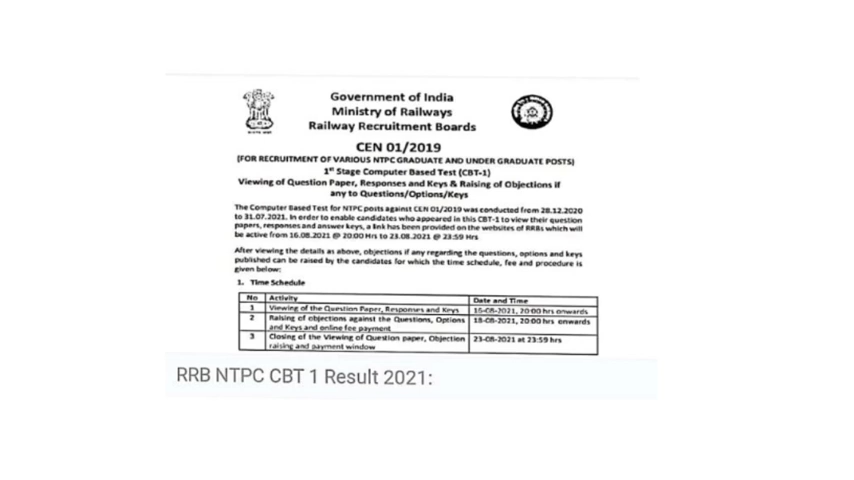 Government of India
Ministry of Railways
Railway Recruitment Boards
CEN 01/2019
(FOR RECRUITMENT OF VARIOUS NTPC GRADUATE AND UNDER GRADUATE POSTS)
1st Stage Computer Based Test (CBT-1)
Viewing of Question Paper, Responses and Keys & Raising of Objections if
any to Questions/Options/Keys
The Computer Based Test for NTPC posts against CEN 01/2019 was conducted from 28.12.2020
to 31.07.2021. In order to enable candidates who appeared in this CBT-1 to view their question
papers, responses and answer keys, a link has been provided on the websites of RRBs which will
be active from 16.08.2021 @ 20:00 Hrs to 23.08.2021 @ 23:59 Hrs
After viewing the details as above, objections if any regarding the questions, options and keys
published can be raised by the candidates for which the time schedule, fee and procedure is
given below:
1. Time Schedule
No Activity Date and Time
1 Viewing of the Question Paper, Responses and Keys 16-08-2021, 20:00 hrs onwards
2 Raising of objections against the Questions, Options 18-08-2021, 20:00 hrs onwards
and Keys and online fee payment
3 Closing of the Viewing of Question paper, Objection 23-08-2021 at 23:59 hrs
raising and payment window
RRB NTPC CBT 1 Result 2021: